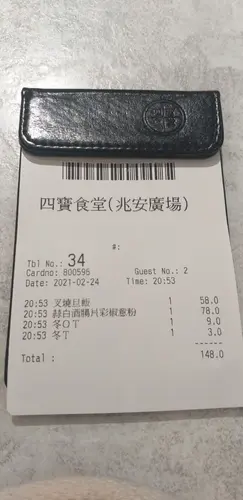 四寶食堂(兆安廣場)
#:
Tbl No.: 34
Cardno: 800595 Guest No.: 2
Date: 2021-02-24 Time: 20:53
20:53 叉燒豆飯 1 58.0
20:53 赫白酒鴨片彩椒意粉 1 78.0
20:53 冬OT 1 9.0
20:53 冬T 1 3.0
------
Total : 148.0